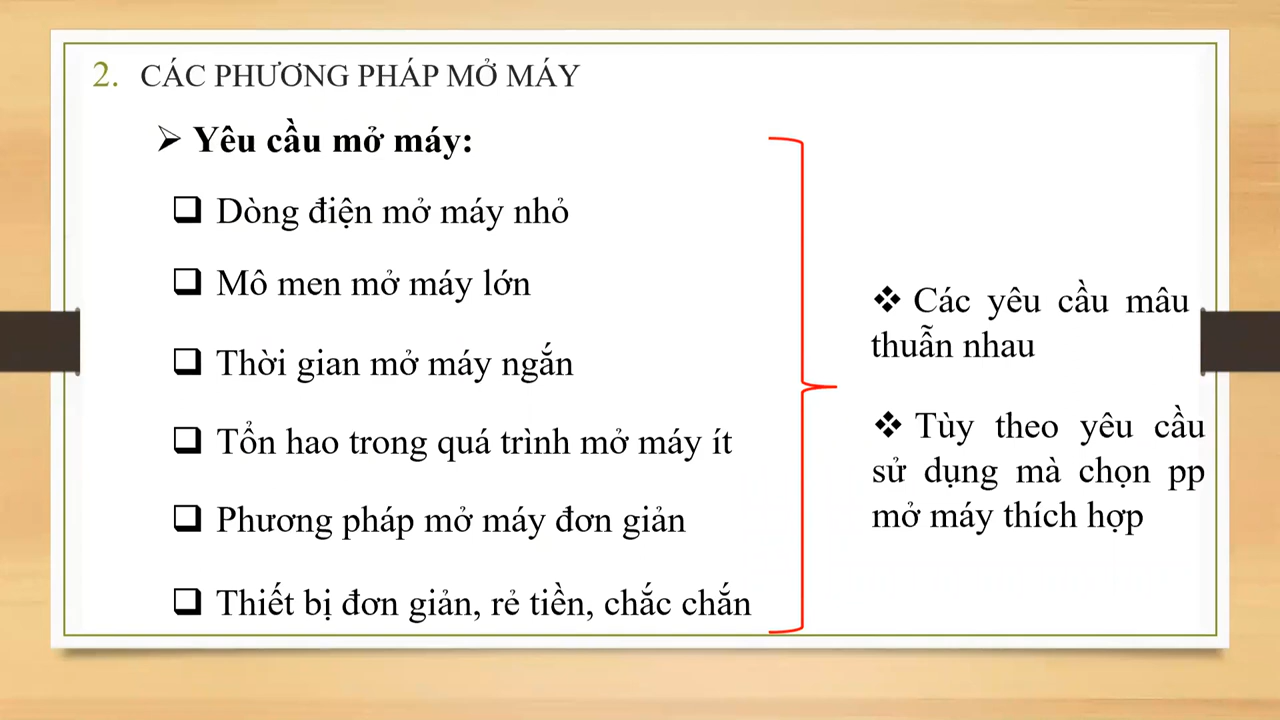 2. CÁC PHƯƠNG PHÁP MỞ MÁY
Yêu cầu mở máy:
Dòng điện mở máy nhỏ
Mô men mở máy lớn
Thời gian mở máy ngắn
Tổn hao trong quá trình mở máy ít
Phương pháp mở máy đơn giản
Thiết bị đơn giản, rẻ tiền, chắc chắn
Các yêu cầu mâu
thuẫn nhau
Tùy theo yêu cầu
sử dụng mà chọn pp
mở máy thích hợp